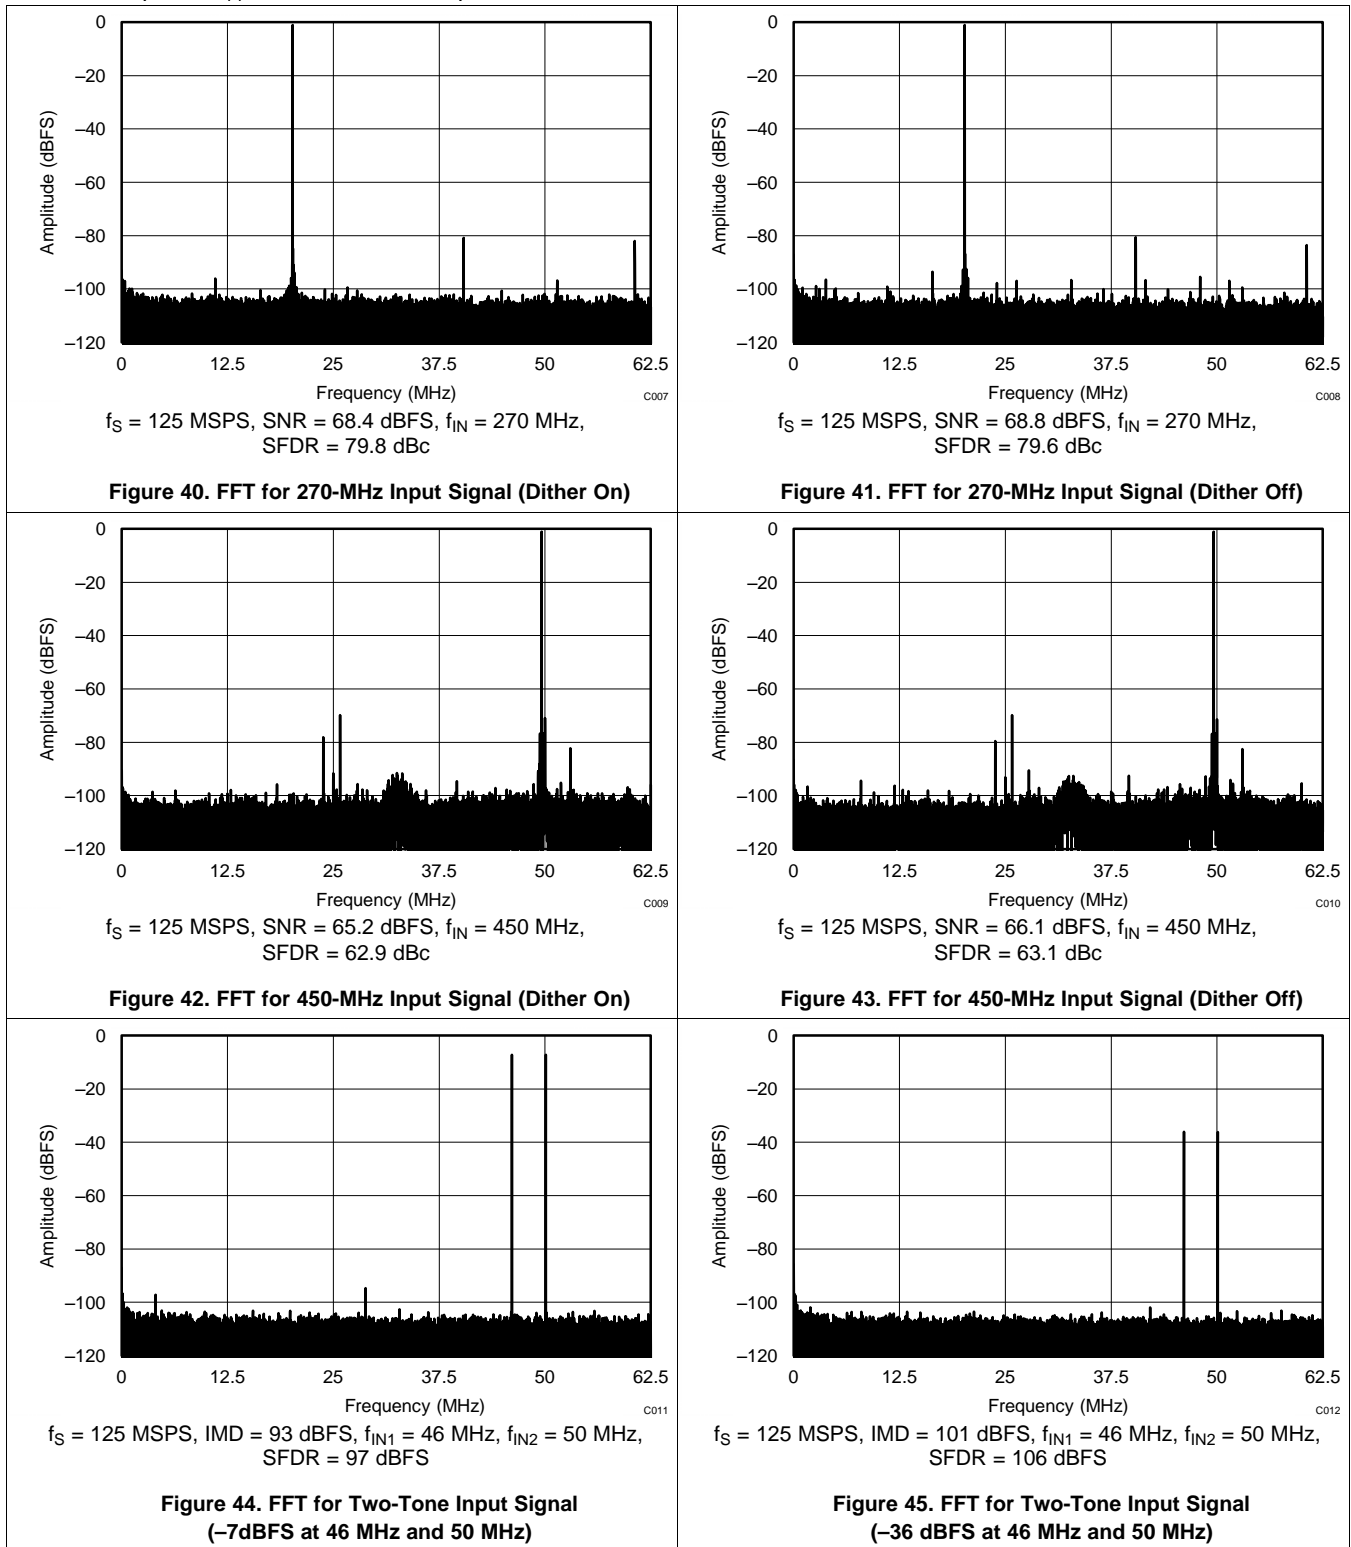 0
–20
–40
–60
–80
–100
–120
Amplitude (dBFS)
0 12.5 25 37.5 50 62.5
Frequency (MHz)
C007
fS = 125 MSPS, SNR = 68.4 dBFS, fIN = 270 MHz,
SFDR = 79.8 dBc
Figure 40. FFT for 270-MHz Input Signal (Dither On)
0
–20
–40
–60
–80
–100
–120
Amplitude (dBFS)
0 12.5 25 37.5 50 62.5
Frequency (MHz)
C008
fS = 125 MSPS, SNR = 68.8 dBFS, fIN = 270 MHz,
SFDR = 79.6 dBc
Figure 41. FFT for 270-MHz Input Signal (Dither Off)
0
–20
–40
–60
–80
–100
–120
Amplitude (dBFS)
0 12.5 25 37.5 50 62.5
Frequency (MHz)
C009
fS = 125 MSPS, SNR = 65.2 dBFS, fIN = 450 MHz,
SFDR = 62.9 dBc
Figure 42. FFT for 450-MHz Input Signal (Dither On)
0
–20
–40
–60
–80
–100
–120
Amplitude (dBFS)
0 12.5 25 37.5 50 62.5
Frequency (MHz)
C010
fS = 125 MSPS, SNR = 66.1 dBFS, fIN = 450 MHz,
SFDR = 63.1 dBc
Figure 43. FFT for 450-MHz Input Signal (Dither Off)
0
–20
–40
–60
–80
–100
–120
Amplitude (dBFS)
0 12.5 25 37.5 50 62.5
Frequency (MHz)
C011
fS = 125 MSPS, IMD = 93 dBFS, fIN1 = 46 MHz, fIN2 = 50 MHz,
SFDR = 97 dBFS
Figure 44. FFT for Two-Tone Input Signal
(–7dBFS at 46 MHz and 50 MHz)
0
–20
–40
–60
–80
–100
–120
Amplitude (dBFS)
0 12.5 25 37.5 50 62.5
Frequency (MHz)
C012
fS = 125 MSPS, IMD = 101 dBFS, fIN1 = 46 MHz, fIN2 = 50 MHz,
SFDR = 106 dBFS
Figure 45. FFT for Two-Tone Input Signal
(–36 dBFS at 46 MHz and 50 MHz)